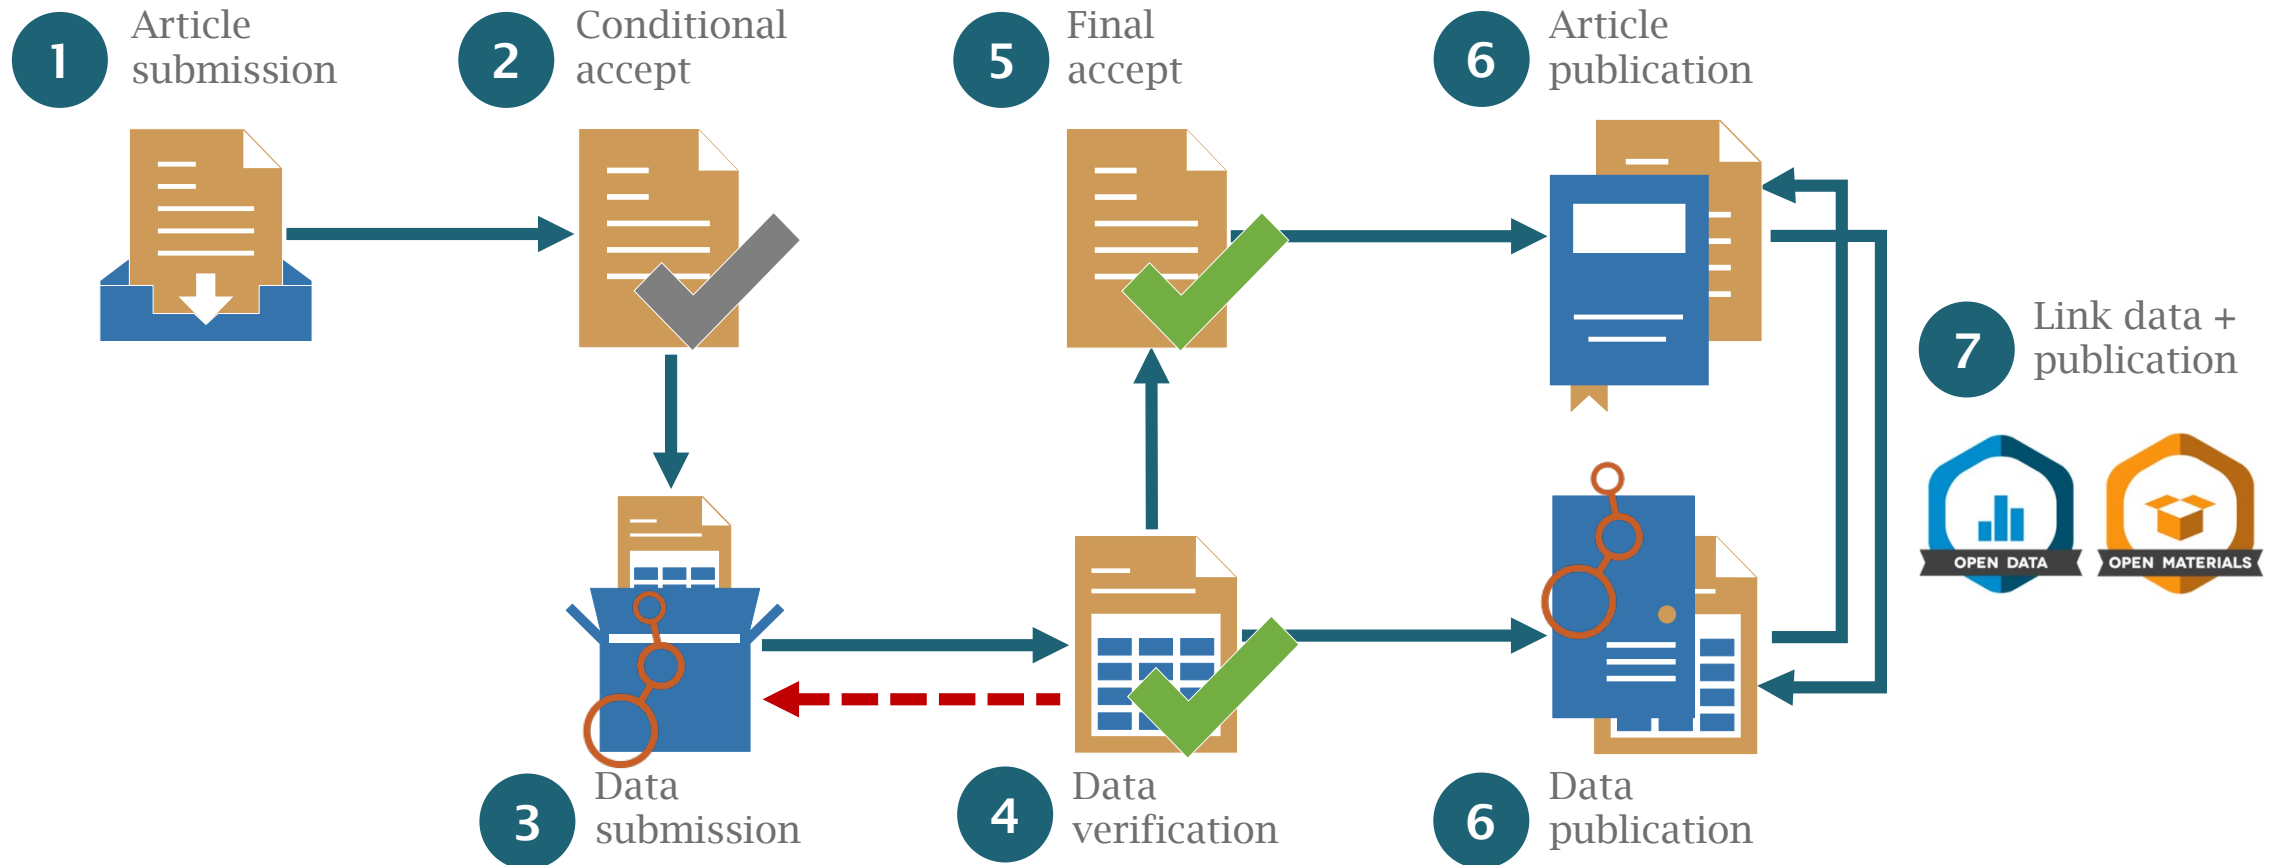 1
Article
submission
2
Conditional
accept
5
Final
accept
6
Article
publication
7
Link data +
publication
OPEN DATA
OPEN MATERIALS
3
Data
submission
4
Data
verification
6
Data
publication